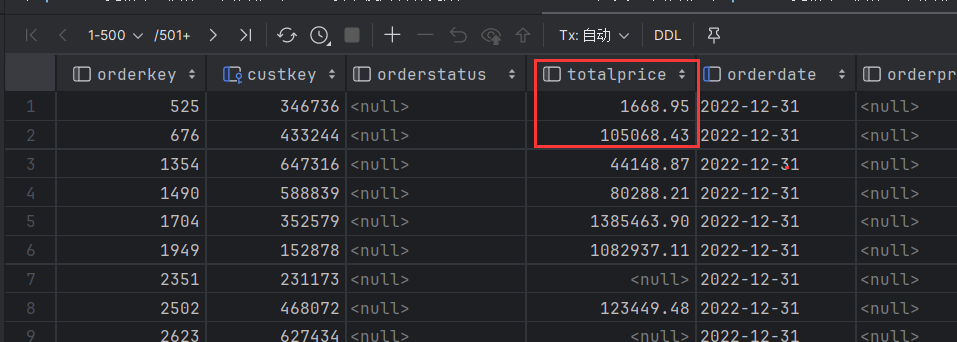 1-500 /501+ Tx: 自动 DDL
orderkey custkey orderstatus totalprice orderdate orderpr
1 525 346736 <null> 1668.95 2022-12-31 <null>
2 676 433244 <null> 105068.43 2022-12-31 <null>
3 1354 647316 <null> 44148.87 2022-12-31 <null>
4 1490 588839 <null> 80288.21 2022-12-31 <null>
5 1704 352579 <null> 1385463.90 2022-12-31 <null>
6 1949 152878 <null> 1082937.11 2022-12-31 <null>
7 2351 231173 <null> <null> 2022-12-31 <null>
8 2502 468072 <null> 123449.48 2022-12-31 <null>
9 2623 627434 <null> <null> 2022-12-31 <null>